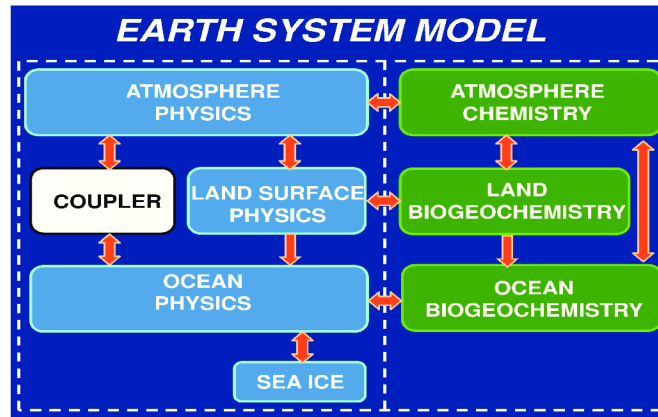 EARTH SYSTEM MODEL
ATMOSPHERE
PHYSICS
ATMOSPHERE
CHEMISTRY
COUPLER
LAND SURFACE
PHYSICS
LAND
BIOGEOCHEMISTRY
OCEAN
PHYSICS
OCEAN
BIOGEOCHEMISTRY
SEA ICE